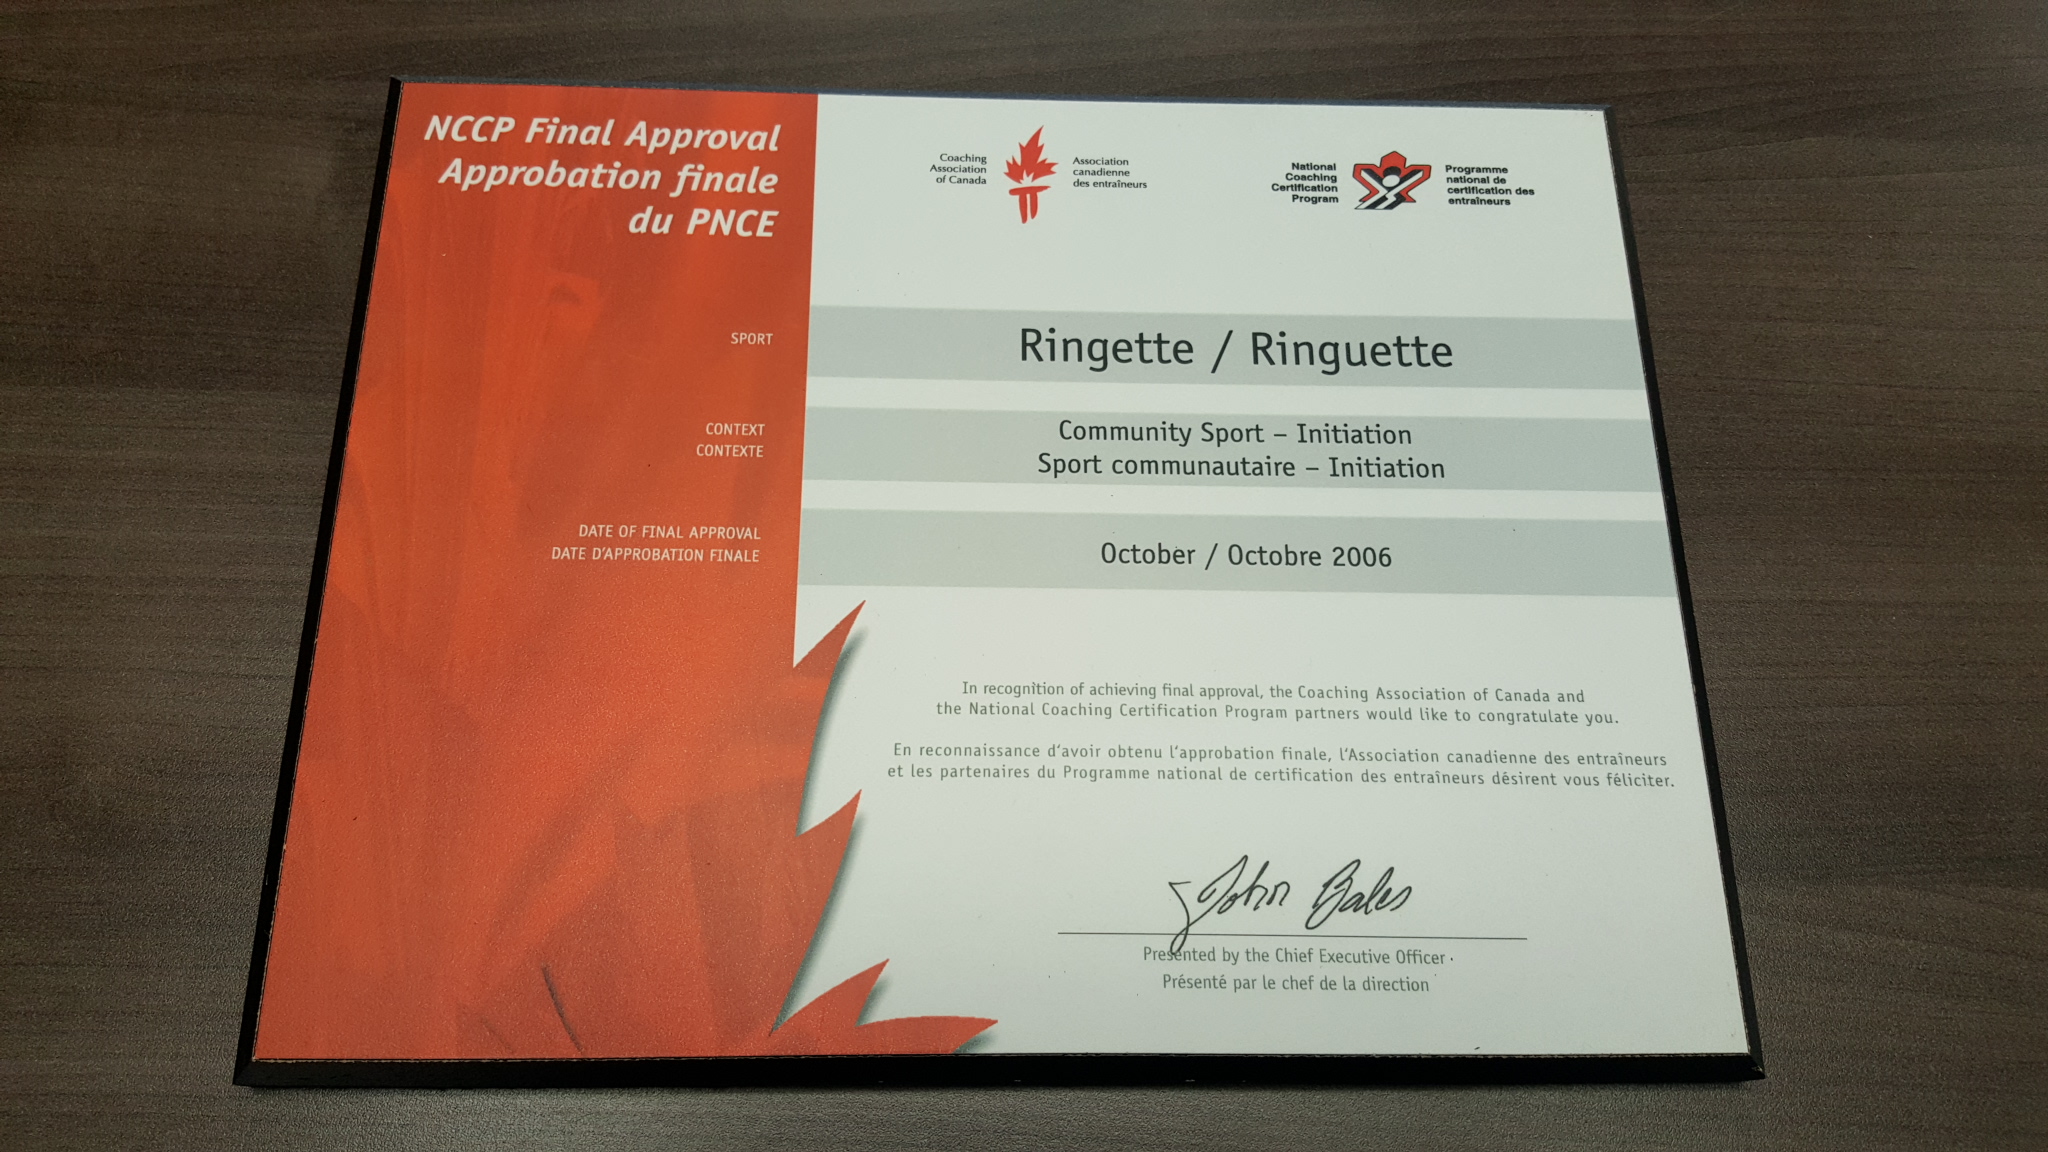 NCCP Final Approval
Approbation finale
du PNCE
Coaching
Association
of Canada
Association
canadienne
des entraîneurs
National
Coaching
Certification
Program
Programme
national de
certification des
entraîneurs
SPORT
Ringette / Ringuette
CONTEXT
CONTEXTE
Community Sport – Initiation
Sport communautaire – Initiation
DATE OF FINAL APPROVAL
DATE D'APPROBATION FINALE
October / Octobre 2006
In recognition of achieving final approval, the Coaching Association of Canada and
the National Coaching Certification Program partners would like to congratulate you.
En reconnaissance d'avoir obtenu l'approbation finale, l'Association canadienne des entraîneurs
et les partenaires du Programme national de certification des entraîneurs désirent vous féliciter.
John Bales
Presented by the Chief Executive Officer
Présenté par le chef de la direction